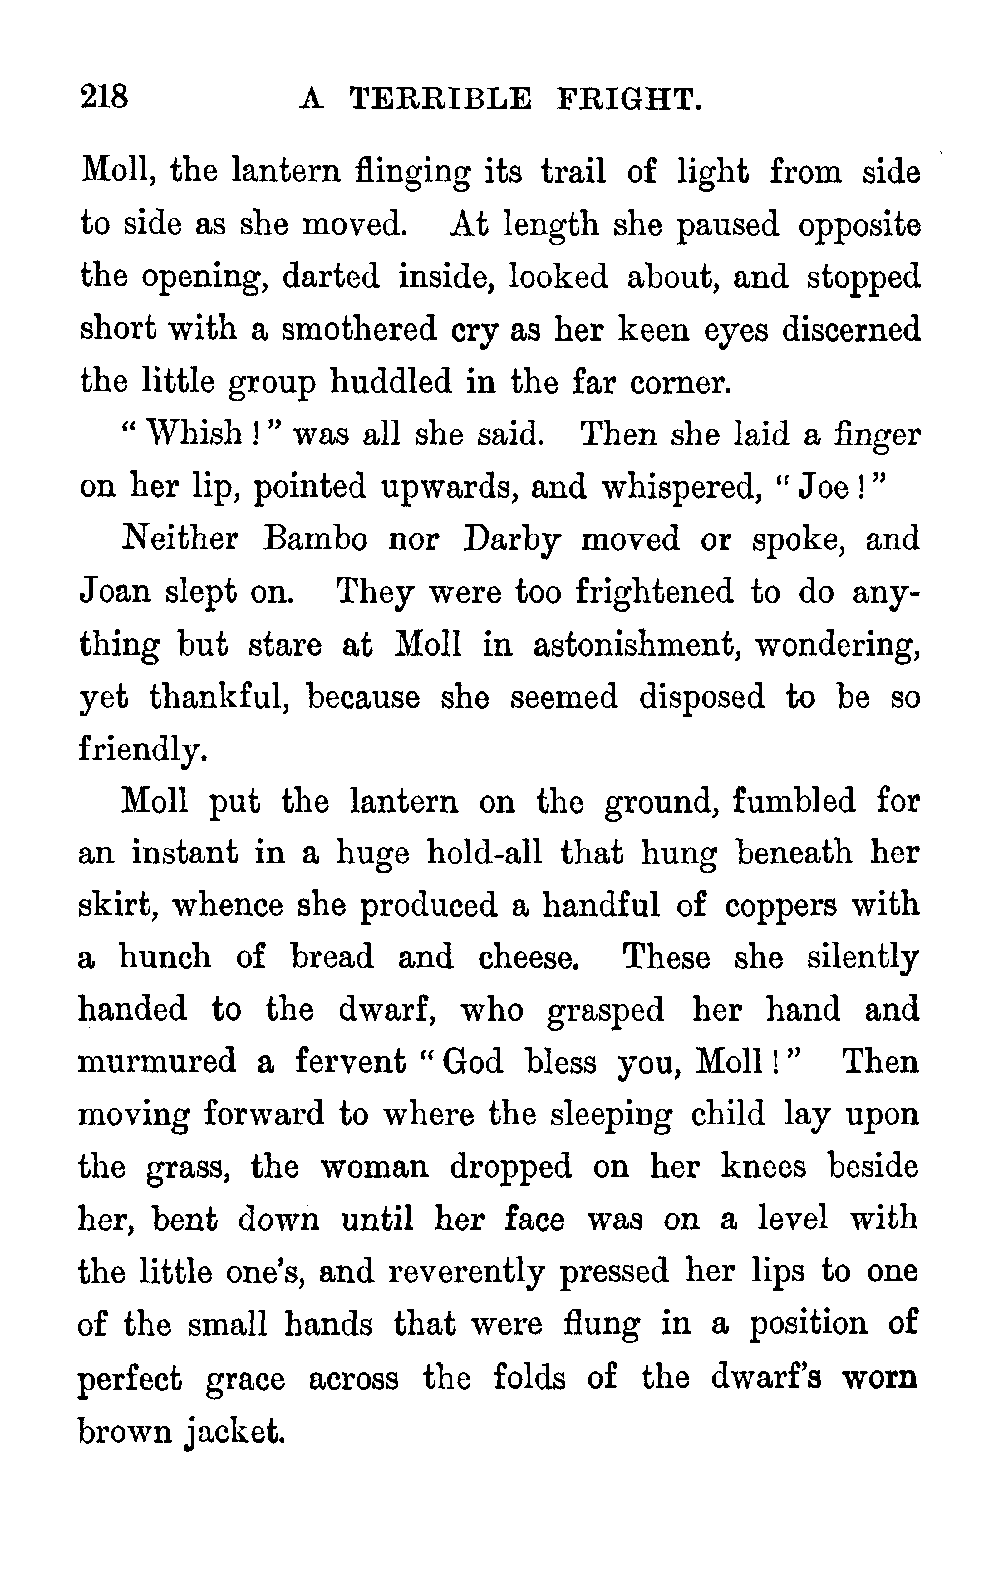 218 A TERRIBLE FRIGHT.
Moll, the lantern flinging its trail of light from side
to side as she moved. At length she paused opposite
the opening, darted inside, looked about, and stopped
short with a smothered cry as her keen eyes discerned
the little group huddled in the far corner.
“ Whish ! ” was all she said. Then she laid a finger
on her lip, pointed upwards, and whispered, “ Joe ! ”
Neither Bambo nor Darby moved or spoke, and
Joan slept on. They were too frightened to do any-
thing but stare at Moll in astonishment, wondering,
yet thankful, because she seemed disposed to be so
friendly.
Moll put the lantern on the ground, fumbled for
an instant in a huge hold-all that hung beneath her
skirt, whence she produced a handful of coppers with
a hunch of bread and cheese. These she silently
handed to the dwarf, who grasped her hand and
murmured a fervent “ God bless you, Moll ! ” Then
moving forward to where the sleeping child lay upon
the grass, the woman dropped on her knees beside
her, bent down until her face was on a level with
the little one’s, and reverently pressed her lips to one
of the small hands that were flung in a position of
perfect grace across the folds of the dwarf’s worn
brown jacket.